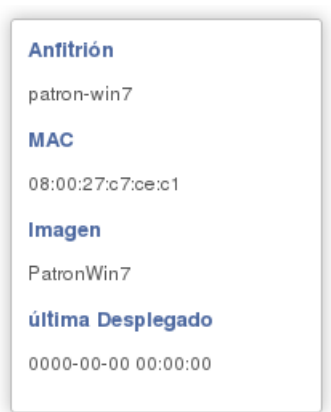 Anfitrión
patron-win7
MAC
08:00:27:c7:ce:c1
Imagen
PatronWin7
última Desplegado
0000-00-00 00:00:00